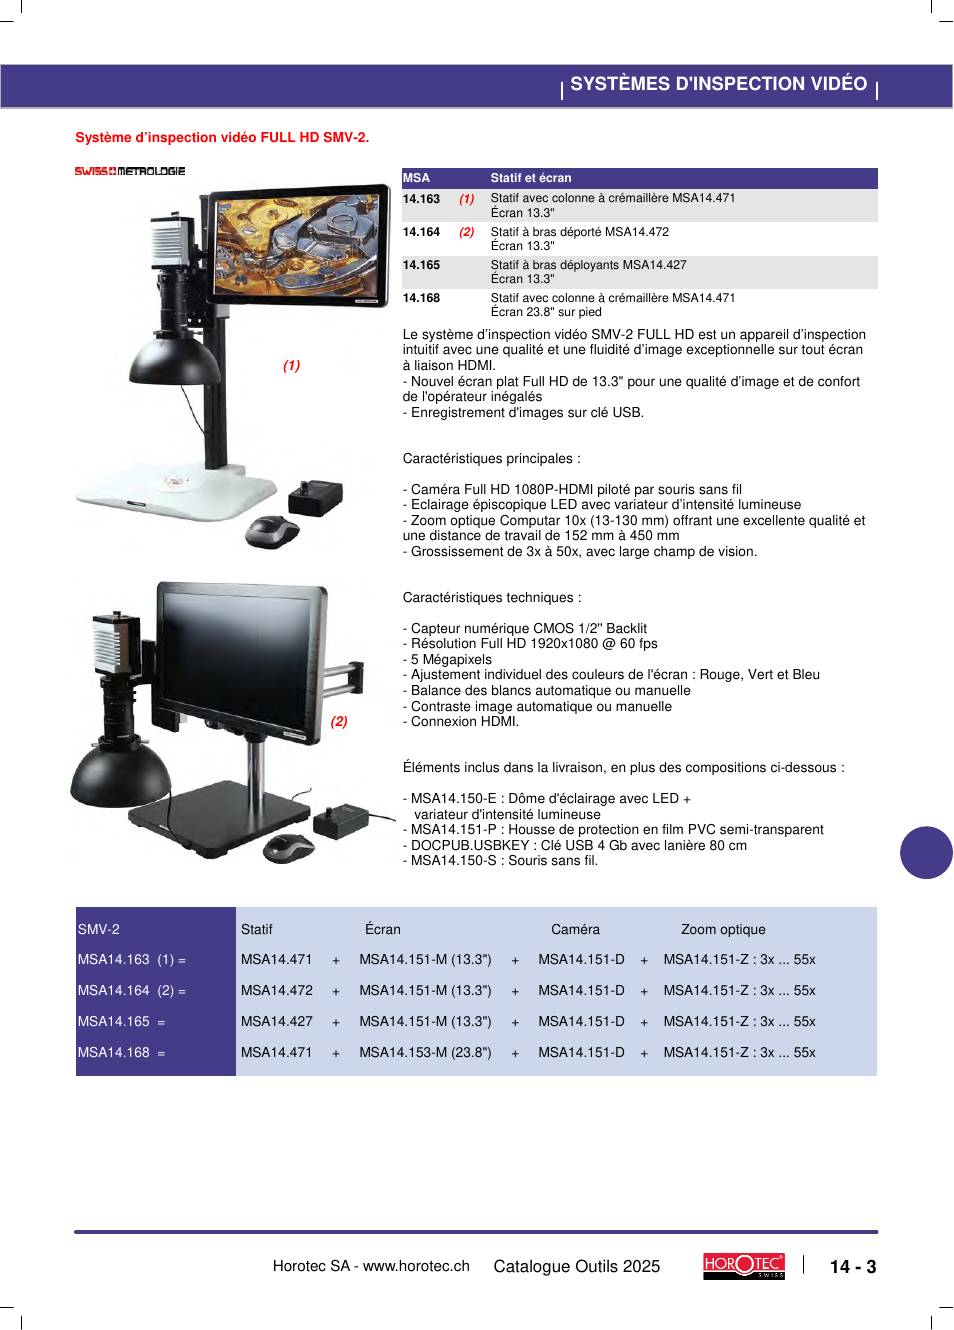 SYSTÈMES D'INSPECTION VIDÉO
Système d'inspection vidéo FULL HD SMV-2.
SWISS METROLOGIE
MSA Statif et écran
14.163 (1) Statif avec colonne à crémaillère MSA14.471
Écran 13.3"
14.164 (2) Statif à bras déporté MSA14.472
Écran 13.3"
14.165 Statif à bras déployants MSA14.427
Écran 13.3"
14.168 Statif avec colonne à crémaillère MSA14.471
Écran 23.8" sur pied
(1)
Le système d'inspection vidéo SMV-2 FULL HD est un appareil d'inspection
intuitif avec une qualité et une fluidité d'image exceptionnelle sur tout écran
à liaison HDMI.
- Nouvel écran plat Full HD de 13.3" pour une qualité d'image et de confort
de l'opérateur inégalés
- Enregistrement d'images sur clé USB.
Caractéristiques principales :
- Caméra Full HD 1080P-HDMI piloté par souris sans fil
- Eclairage épiscopique LED avec variateur d'intensité lumineuse
- Zoom optique Computar 10x (13-130 mm) offrant une excellente qualité et
une distance de travail de 152 mm à 450 mm
- Grossissement de 3x à 50x, avec large champ de vision.
Caractéristiques techniques :
- Capteur numérique CMOS 1/2" Backlit
- Résolution Full HD 1920x1080 @ 60 fps
- 5 Mégapixels
- Ajustement individuel des couleurs de l'écran : Rouge, Vert et Bleu
- Balance des blancs automatique ou manuelle
- Contraste image automatique ou manuelle
- Connexion HDMI.
(2)
Éléments inclus dans la livraison, en plus des compositions ci-dessous :
- MSA14.150-E : Dôme d'éclairage avec LED +
variateur d'intensité lumineuse
- MSA14.151-P : Housse de protection en film PVC semi-transparent
- DOCPUB.USBKEY : Clé USB 4 Gb avec lanière 80 cm
- MSA14.150-S : Souris sans fil.
SMV-2 Statif Écran Caméra Zoom optique
MSA14.163 (1) = MSA14.471 + MSA14.151-M (13.3") + MSA14.151-D + MSA14.151-Z : 3x ... 55x
MSA14.164 (2) = MSA14.472 + MSA14.151-M (13.3") + MSA14.151-D + MSA14.151-Z : 3x ... 55x
MSA14.165 = MSA14.427 + MSA14.151-M (13.3") + MSA14.151-D + MSA14.151-Z : 3x ... 55x
MSA14.168 = MSA14.471 + MSA14.153-M (23.8") + MSA14.151-D + MSA14.151-Z : 3x ... 55x
Horotec SA - www.horotec.ch Catalogue Outils 2025 HOROTEC SWISS 14 - 3